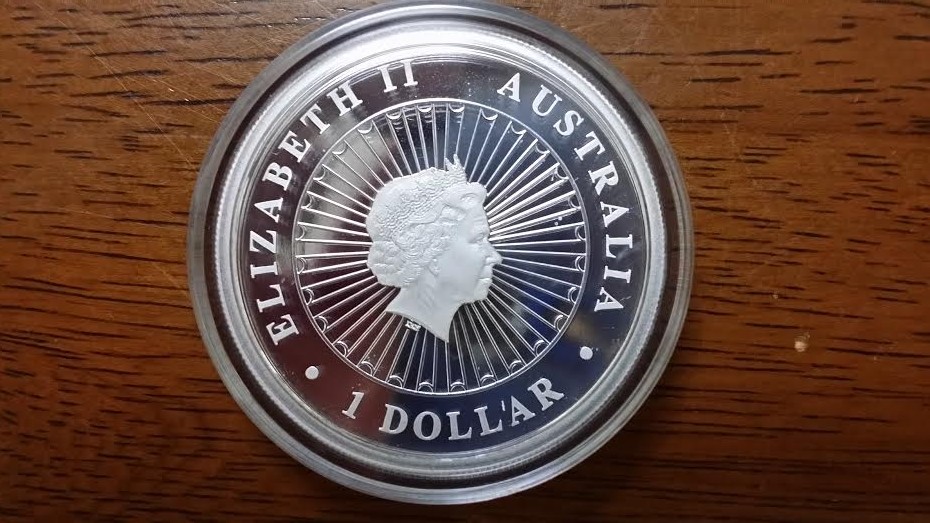 ELIZABETH II AUSTRALIA
1 DOLLAR